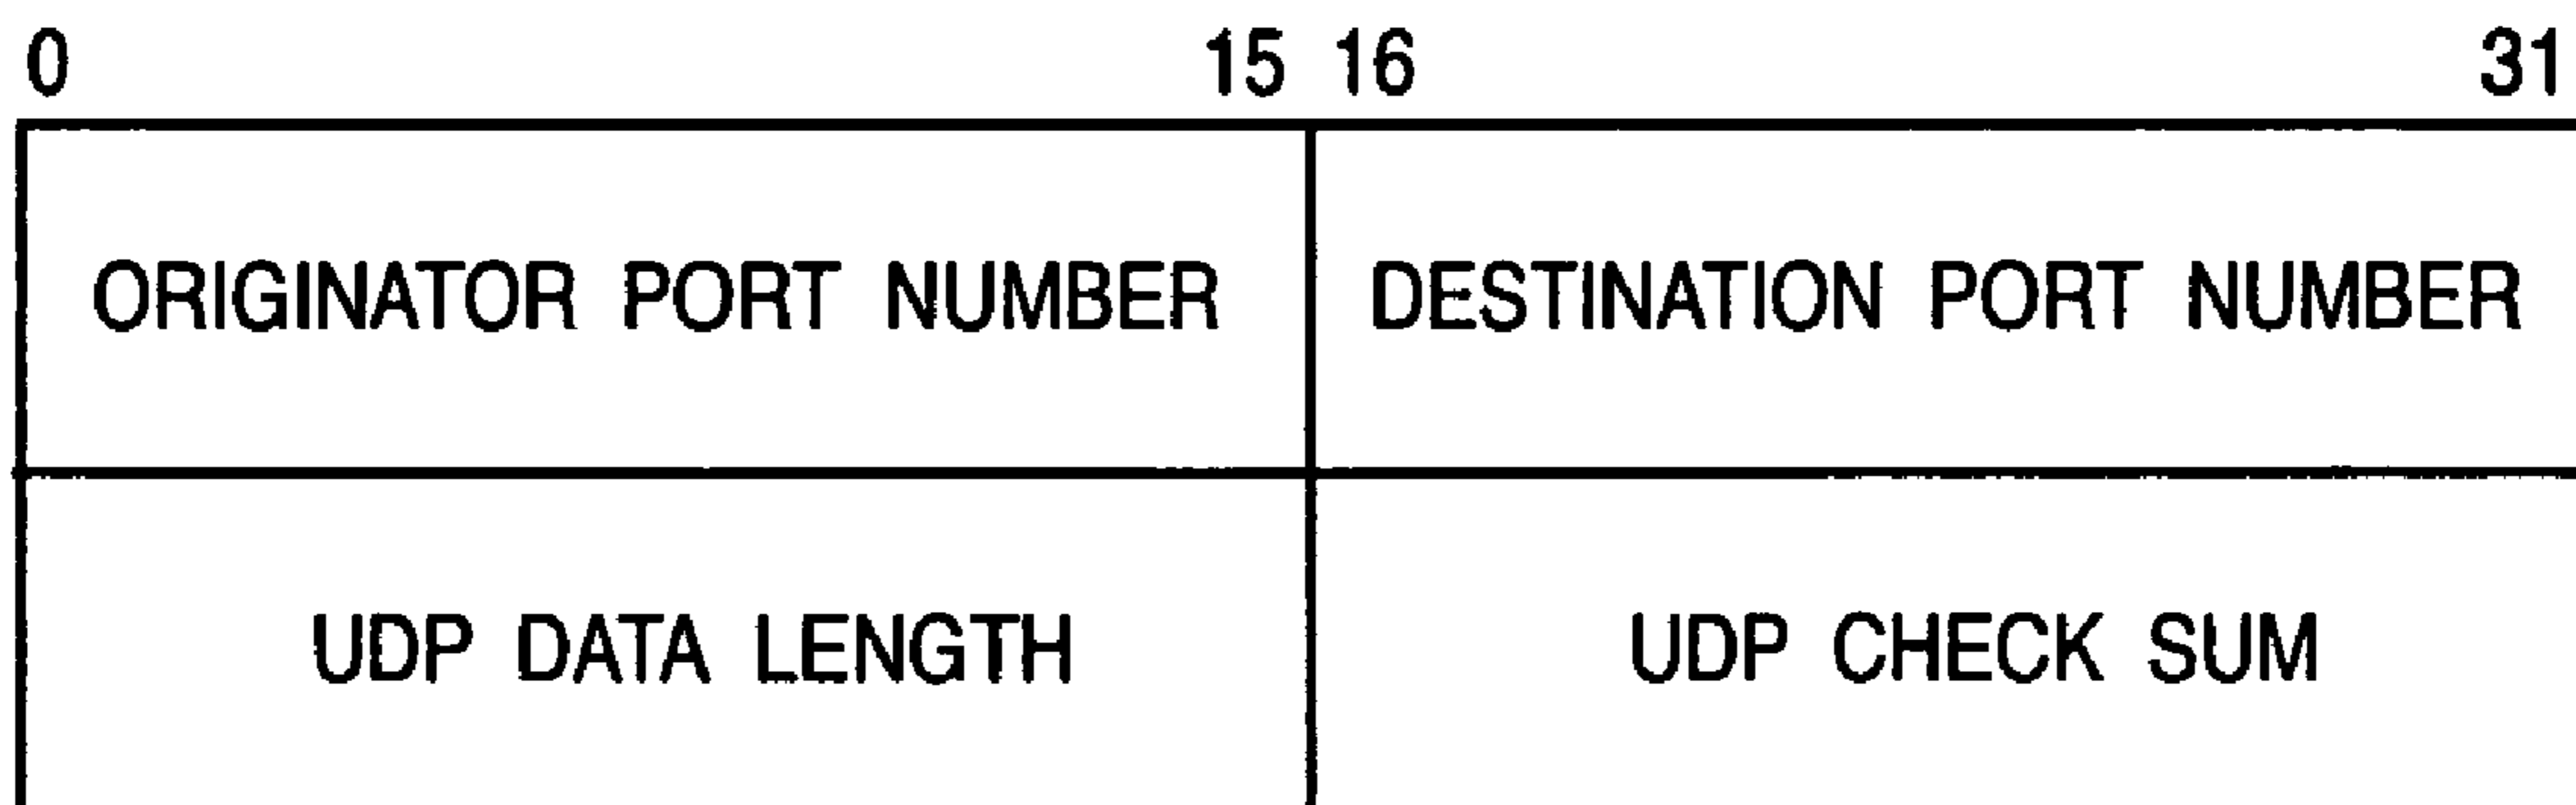 0 15 16 31
ORIGINATOR PORT NUMBER DESTINATION PORT NUMBER
UDP DATA LENGTH UDP CHECK SUM